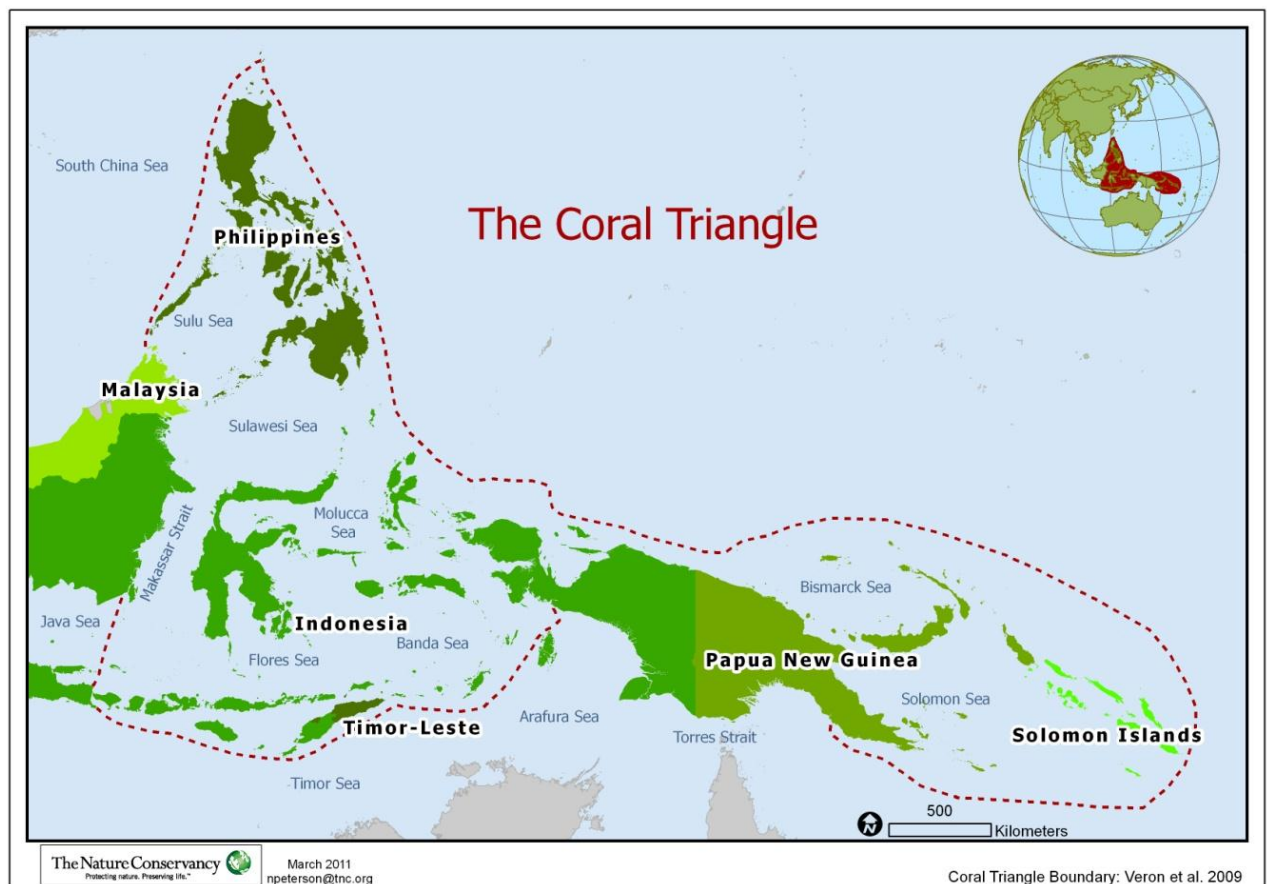 The Coral Triangle
South China Sea
Philippines
Sulu Sea
Malaysia
Sulawesi Sea
Molucca
Sea
Makassar Strait
Bismarck Sea
Java Sea
Indonesia
Banda Sea
Flores Sea
Papua New Guinea
Solomon Sea
Timor-Leste
Arafura Sea
Torres Strait
Solomon Islands
Timor Sea
N
500
Kilometers
The Nature Conservancy
Protecting nature. Preserving life.™
March 2011
npeterson@tnc.org
Coral Triangle Boundary: Veron et al. 2009